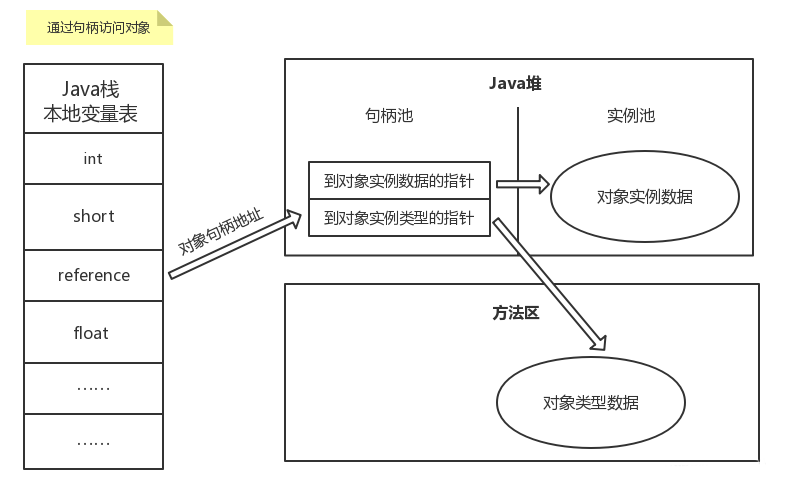 通过句柄访问对象
Java栈
本地变量表
int
short
reference
float
……
……
对象句柄地址
Java堆
句柄池
实例池
到对象实例数据的指针
到对象实例类型的指针
对象实例数据
方法区
对象类型数据